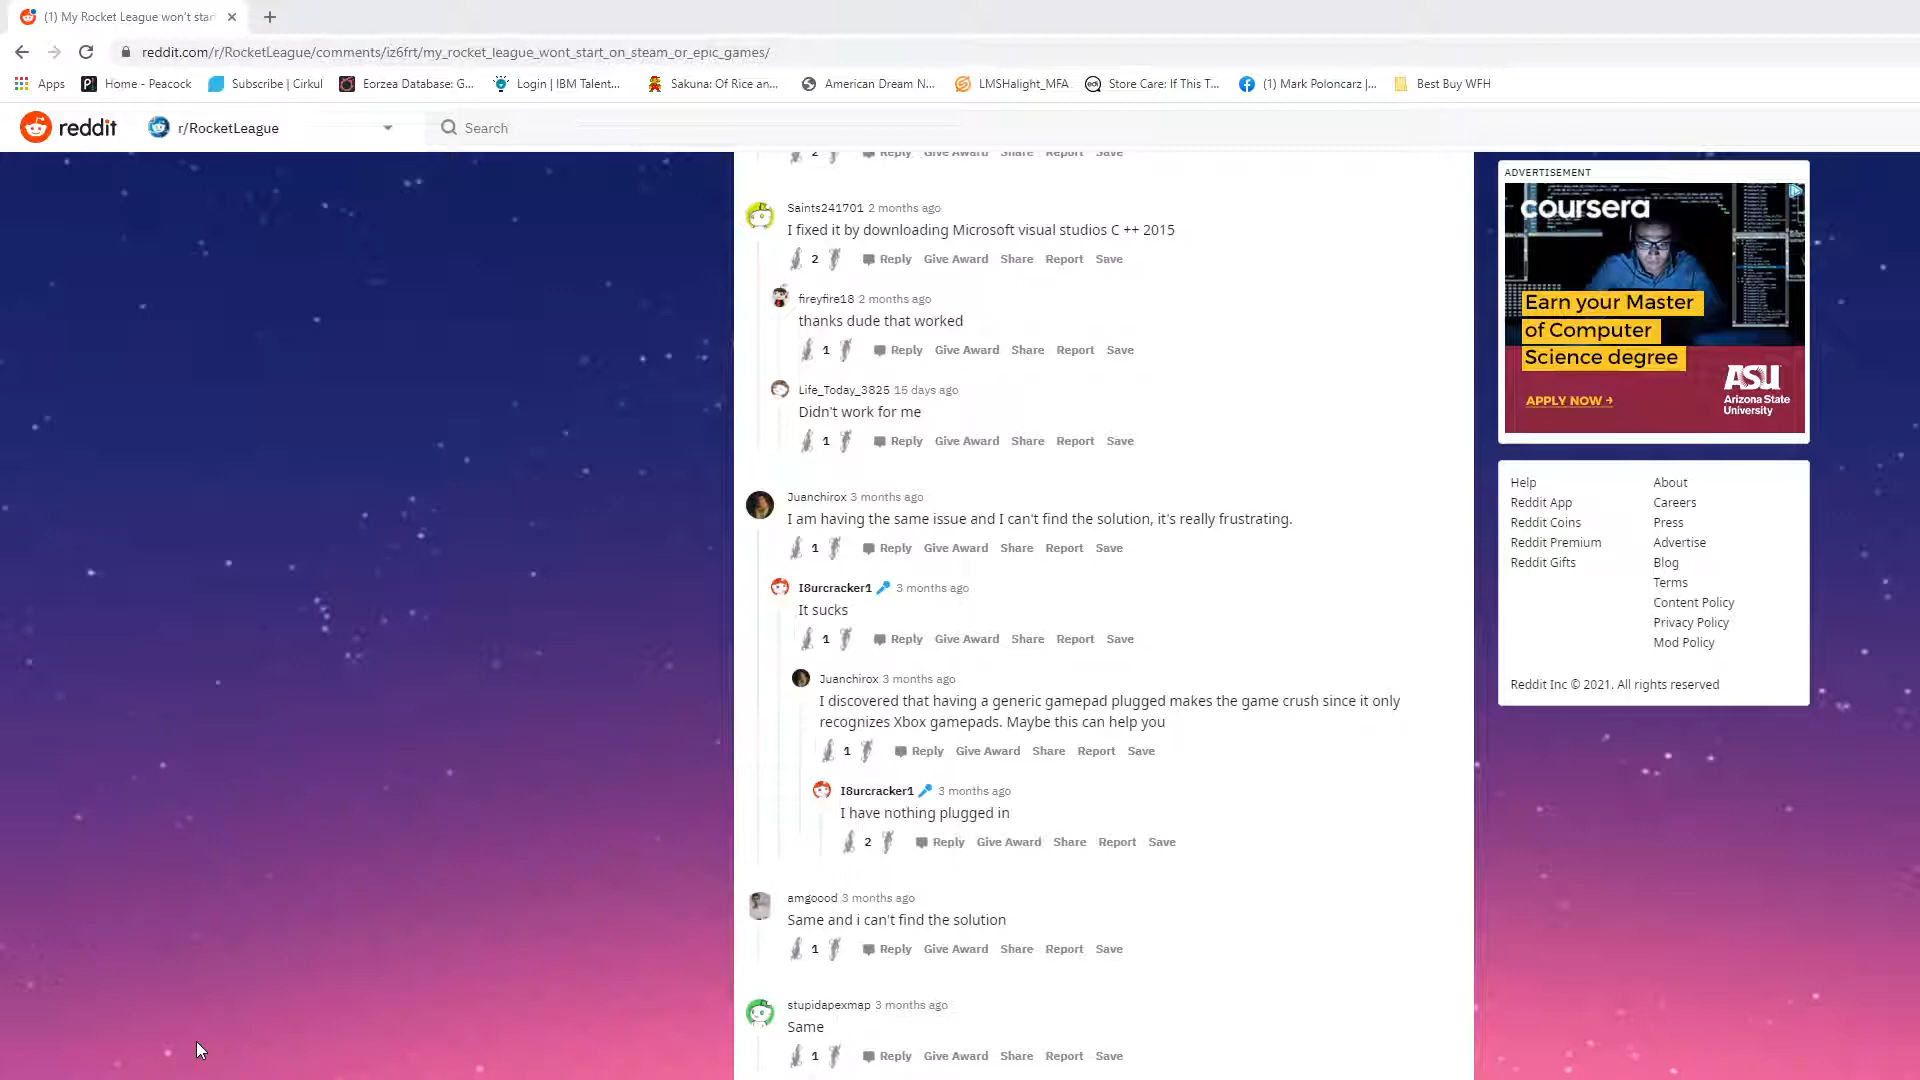 (1) My Rocket League won't star
reddit.com/r/RocketLeague/comments/iz6frt/my_rocket_league_wont_start_on_steam_or_epic_games/
Apps Home - Peacock Subscribe | Cirkul Eorzea Database: G... Login | IBM Talent... Sakuna: Of Rice an... American Dream N... LMSHalight_MFA Store Care: If This T... (1) Mark Poloncarz |... Best Buy WFH
reddit r/RocketLeague Search
2 Reply Give Award Share Report Save
Saints241701 2 months ago
I fixed it by downloading Microsoft visual studios C ++ 2015
2 Reply Give Award Share Report Save
fireyfire18 2 months ago
thanks dude that worked
1 Reply Give Award Share Report Save
Life_Today_3825 15 days ago
Didn't work for me
1 Reply Give Award Share Report Save
Juanchirox 3 months ago
I am having the same issue and I can't find the solution, it's really frustrating.
1 Reply Give Award Share Report Save
I8urcracker1 3 months ago
It sucks
1 Reply Give Award Share Report Save
Juanchirox 3 months ago
I discovered that having a generic gamepad plugged makes the game crush since it only
recognizes Xbox gamepads. Maybe this can help you
1 Reply Give Award Share Report Save
I8urcracker1 3 months ago
I have nothing plugged in
2 Reply Give Award Share Report Save
amgoood 3 months ago
Same and i can't find the solution
1 Reply Give Award Share Report Save
stupidapexmap 3 months ago
Same
1 Reply Give Award Share Report Save
ADVERTISEMENT
coursera
Earn your Master
of Computer
Science degree
APPLY NOW →
ASU
Arizona State
University
Help About
Reddit App Careers
Reddit Coins Press
Reddit Premium Advertise
Reddit Gifts Blog
Terms
Content Policy
Privacy Policy
Mod Policy
Reddit Inc © 2021. All rights reserved